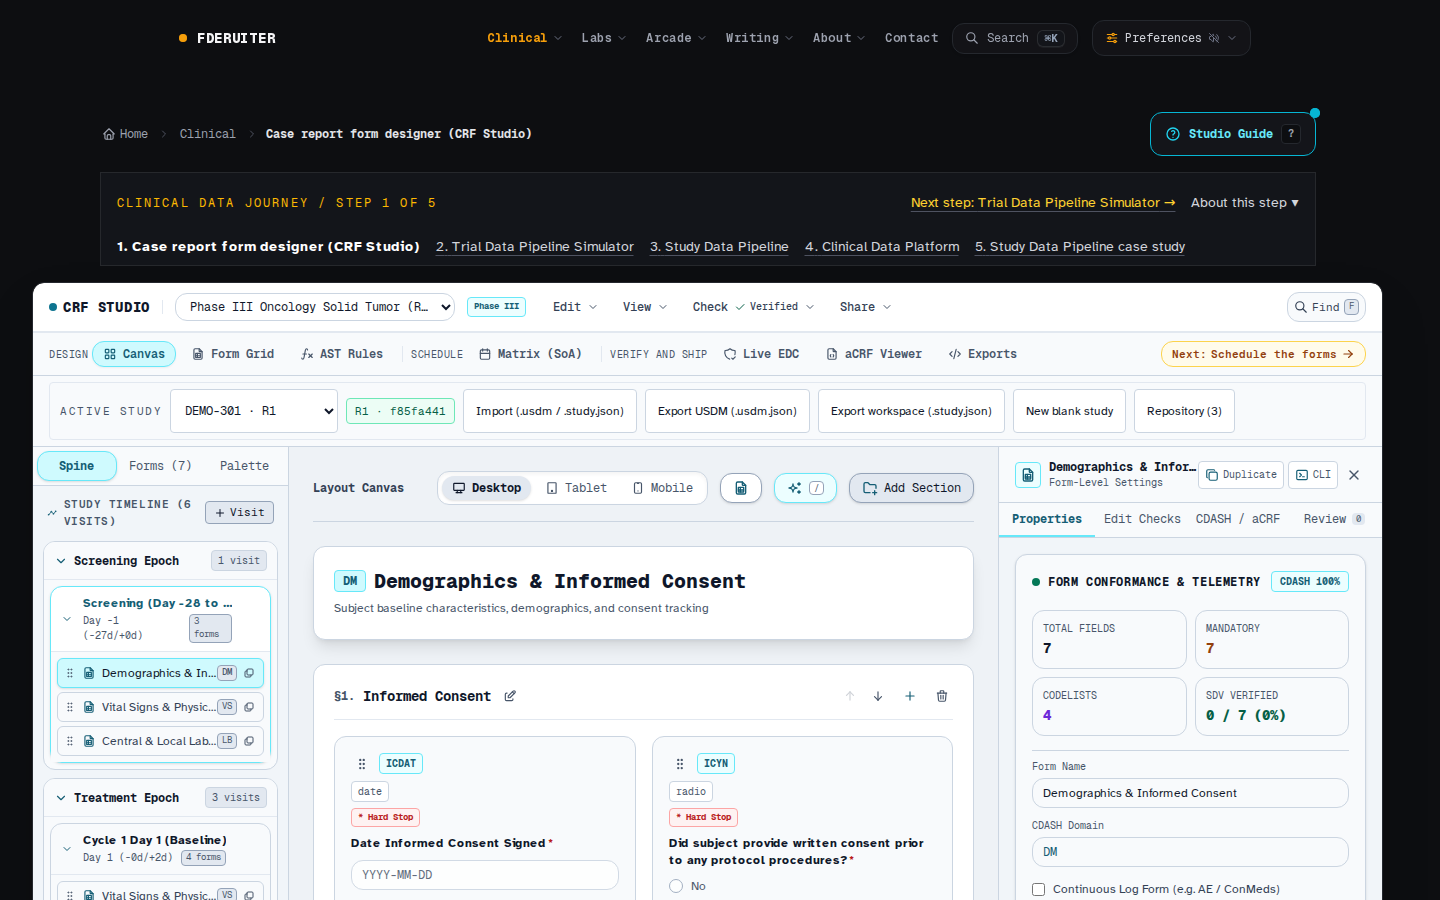 FDERUITER
Clinical Labs Arcade Writing About Contact Search ⌘K Preferences
Home Clinical Case report form designer (CRF Studio)
Studio Guide ?
CLINICAL DATA JOURNEY / STEP 1 OF 5
Next step: Trial Data Pipeline Simulator → About this step ▾
1. Case report form designer (CRF Studio) 2. Trial Data Pipeline Simulator 3. Study Data Pipeline 4. Clinical Data Platform 5. Study Data Pipeline case study
CRF STUDIO Phase III Oncology Solid Tumor (R… Phase III Edit View Check ✓ Verified Share Find F
DESIGN Canvas Form Grid AST Rules SCHEDULE Matrix (SoA) VERIFY AND SHIP Live EDC aCRF Viewer Exports Next: Schedule the forms →
ACTIVE STUDY DEMO-301 · R1 R1 · f85fa441 Import (.usdm / .study.json) Export USDM (.usdm.json) Export workspace (.study.json) New blank study Repository (3)
Spine Forms (7) Palette
STUDY TIMELINE (6
VISITS)
+ Visit
Screening Epoch 1 visit
Screening (Day -28 to …
Day -1
(-27d/+0d)
3
forms
Demographics & In… DM
Vital Signs & Physic… VS
Central & Local Lab… LB
Treatment Epoch 3 visits
Cycle 1 Day 1 (Baseline)
Day 1 (-0d/+2d) 4 forms
Vital Signs & Physic… VS
Layout Canvas Desktop Tablet Mobile / Add Section
DM Demographics & Informed Consent
Subject baseline characteristics, demographics, and consent tracking
§1. Informed Consent
ICDAT
date
* Hard Stop
Date Informed Consent Signed *
YYYY-MM-DD
ICYN
radio
* Hard Stop
Did subject provide written consent prior
to any protocol procedures? *
No
Demographics & Infor…
Form-Level Settings
Duplicate CLI
Properties Edit Checks CDASH / aCRF Review 0
FORM CONFORMANCE & TELEMETRY CDASH 100%
TOTAL FIELDS
7
MANDATORY
7
CODELISTS
4
SDV VERIFIED
0 / 7 (0%)
Form Name
Demographics & Informed Consent
CDASH Domain
DM
Continuous Log Form (e.g. AE / ConMeds)